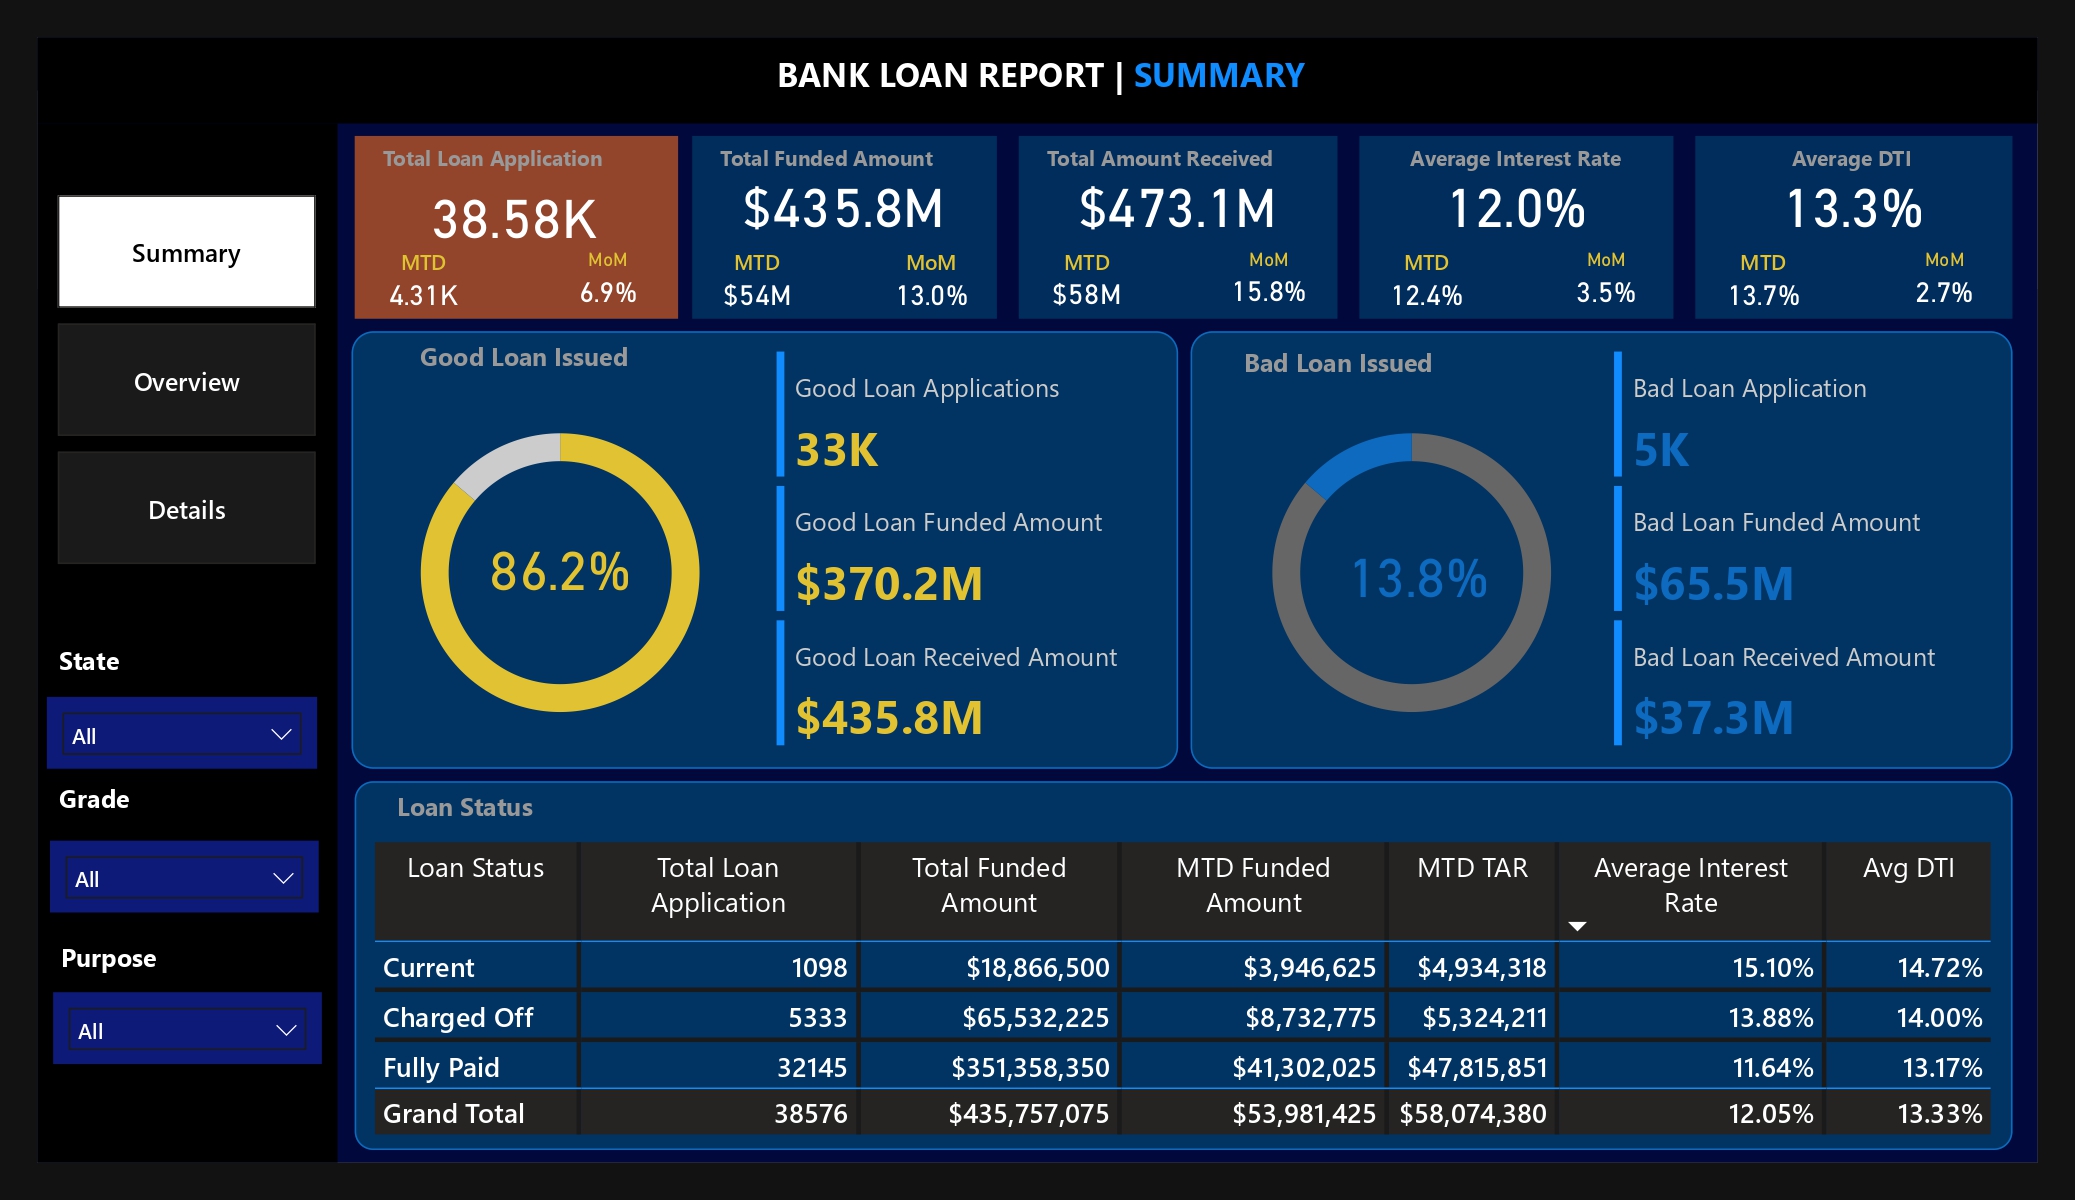 BANK LOAN REPORT | SUMMARY
Summary
Overview
Details
State
All
Grade
All
Purpose
All
Total Loan Application
38.58K
MTD MoM
4.31K 6.9%
Total Funded Amount
$435.8M
MTD MoM
$54M 13.0%
Total Amount Received
$473.1M
MTD MoM
$58M 15.8%
Average Interest Rate
12.0%
MTD MoM
12.4% 3.5%
Average DTI
13.3%
MTD MoM
13.7% 2.7%
Good Loan Issued
86.2%
Good Loan Applications
33K
Good Loan Funded Amount
$370.2M
Good Loan Received Amount
$435.8M
Bad Loan Issued
13.8%
Bad Loan Application
5K
Bad Loan Funded Amount
$65.5M
Bad Loan Received Amount
$37.3M
Loan Status
Loan Status Total Loan Total Funded MTD Funded MTD TAR Average Interest Avg DTI
Application Amount Amount Rate
Current 1098 $18,866,500 $3,946,625 $4,934,318 15.10% 14.72%
Charged Off 5333 $65,532,225 $8,732,775 $5,324,211 13.88% 14.00%
Fully Paid 32145 $351,358,350 $41,302,025 $47,815,851 11.64% 13.17%
Grand Total 38576 $435,757,075 $53,981,425 $58,074,380 12.05% 13.33%